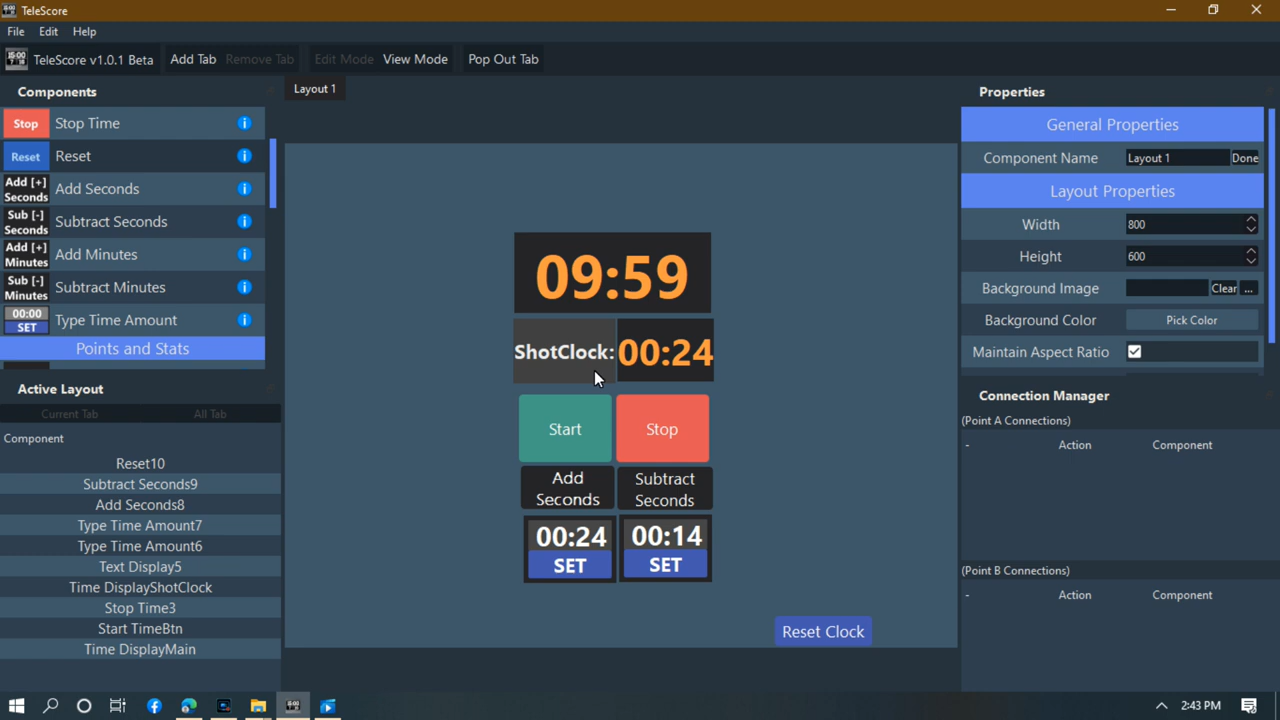 TeleScore
File Edit Help
TeleScore v1.0.1 Beta Add Tab Remove Tab Edit Mode View Mode Pop Out Tab
Components
Stop Stop Time
Reset Reset
Add [+] Seconds Add Seconds
Sub [-] Seconds Subtract Seconds
Add [+] Minutes Add Minutes
Sub [-] Minutes Subtract Minutes
00:00 SET Type Time Amount
Points and Stats
Active Layout
Current Tab All Tab
Component
Reset10
Subtract Seconds9
Add Seconds8
Type Time Amount7
Type Time Amount6
Text Display5
Time DisplayShotClock
Stop Time3
Start TimeBtn
Time DisplayMain
Layout 1
09:59
ShotClock: 00:24
Start Stop
Add Seconds
Subtract Seconds
00:24 00:14
SET SET
Reset Clock
Properties
General Properties
Component Name Layout 1 Done
Layout Properties
Width 800
Height 600
Background Image Clear ...
Background Color Pick Color
Maintain Aspect Ratio
Connection Manager
(Point A Connections)
- Action Component
(Point B Connections)
- Action Component
2:43 PM